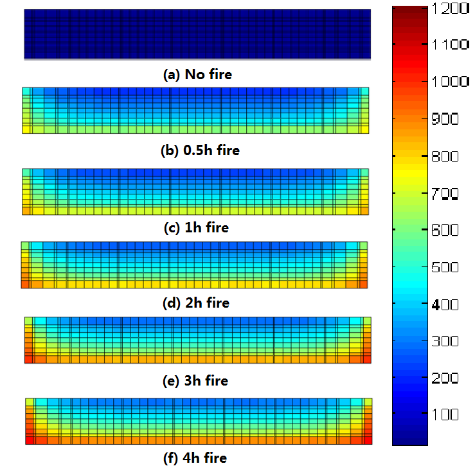 (a) No fire
(b) 0.5h fire
(c) 1h fire
(d) 2h fire
(e) 3h fire
(f) 4h fire
1200
1100
1000
900
800
700
600
500
400
300
200
100